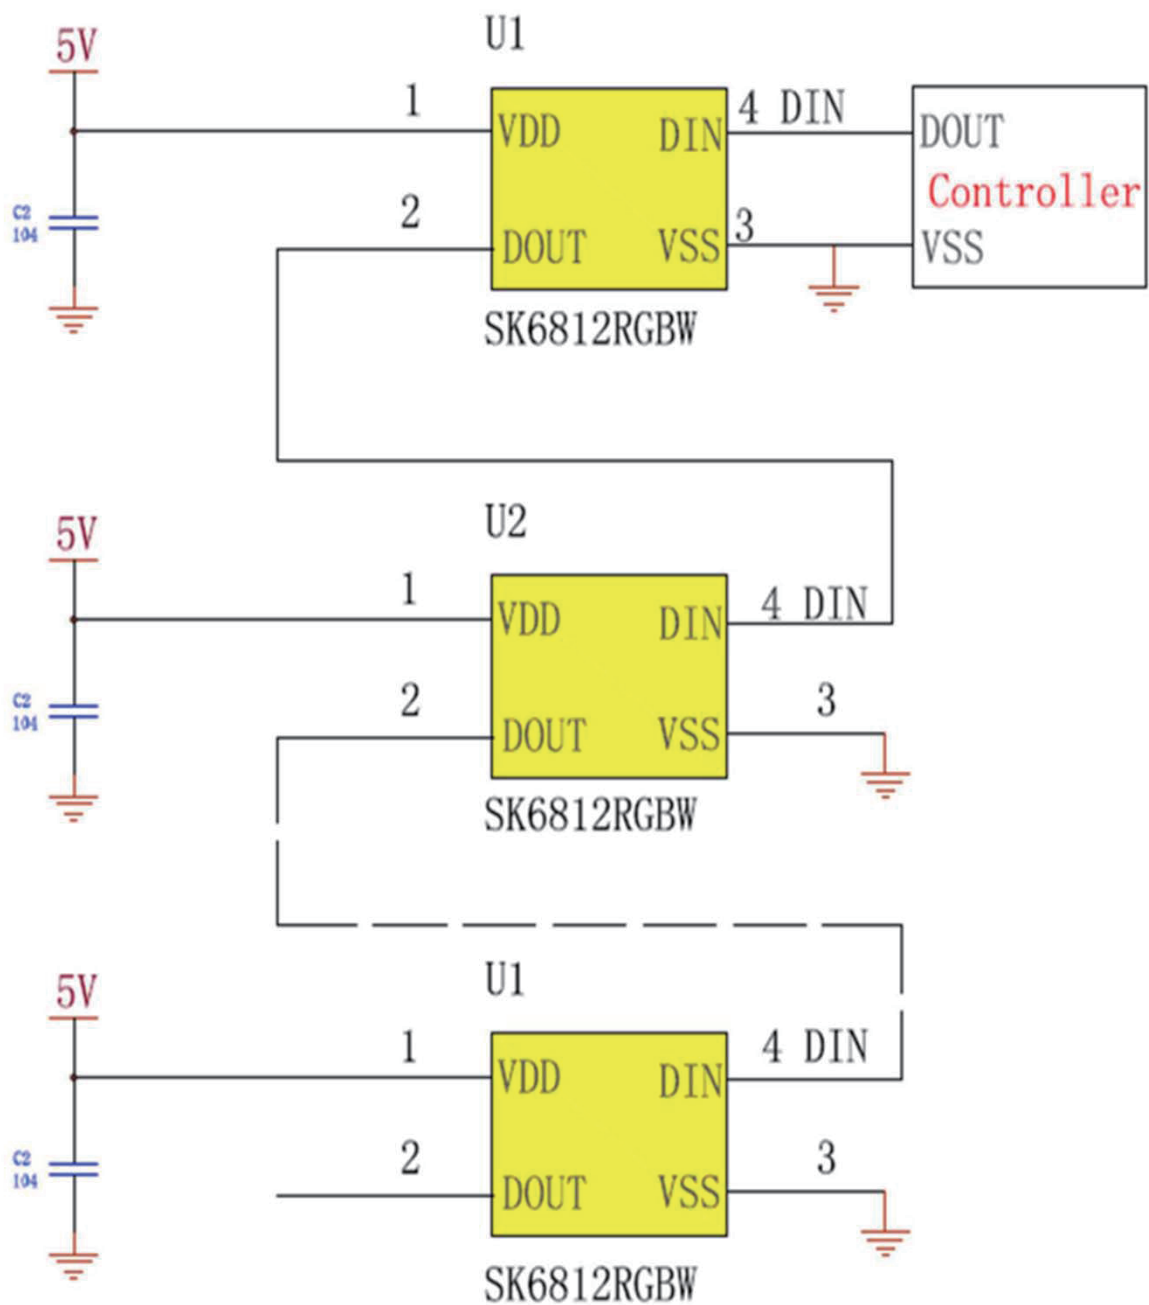 U1
5V
1
VDD
DIN
4 DIN
DOUT
Controller
C2
104
2
DOUT
VSS
3
VSS
SK6812RGBW
U2
5V
1
VDD
DIN
4 DIN
C2
104
2
DOUT
VSS
3
SK6812RGBW
U1
5V
1
VDD
DIN
4 DIN
C2
104
2
DOUT
VSS
3
SK6812RGBW